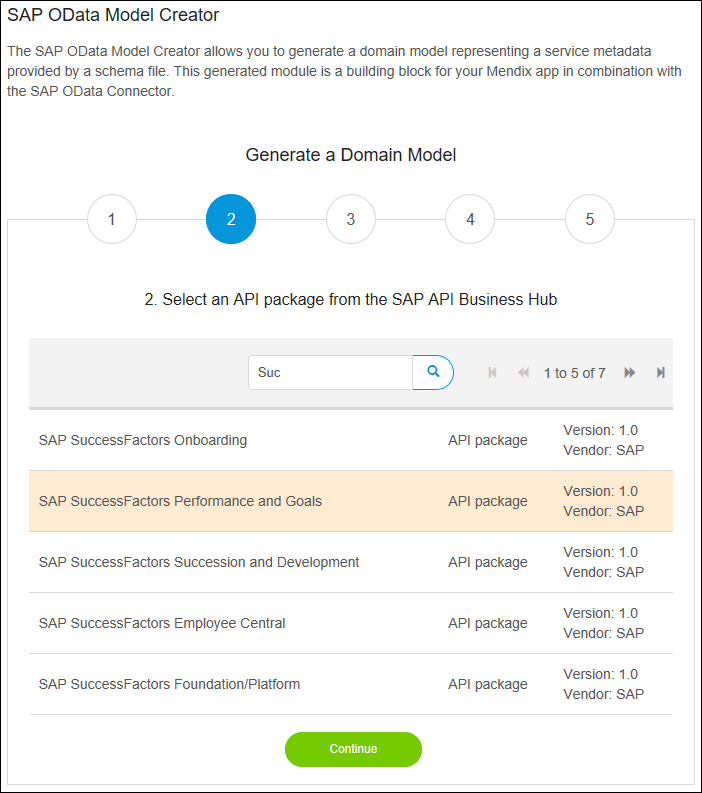 SAP OData Model Creator
The SAP OData Model Creator allows you to generate a domain model representing a service metadata
provided by a schema file. This generated module is a building block for your Mendix app in combination with
the SAP OData Connector.
Generate a Domain Model
1 2 3 4 5
2. Select an API package from the SAP API Business Hub
Suc 1 to 5 of 7
SAP SuccessFactors Onboarding API package Version: 1.0
Vendor: SAP
SAP SuccessFactors Performance and Goals API package Version: 1.0
Vendor: SAP
SAP SuccessFactors Succession and Development API package Version: 1.0
Vendor: SAP
SAP SuccessFactors Employee Central API package Version: 1.0
Vendor: SAP
SAP SuccessFactors Foundation/Platform API package Version: 1.0
Vendor: SAP
Continue